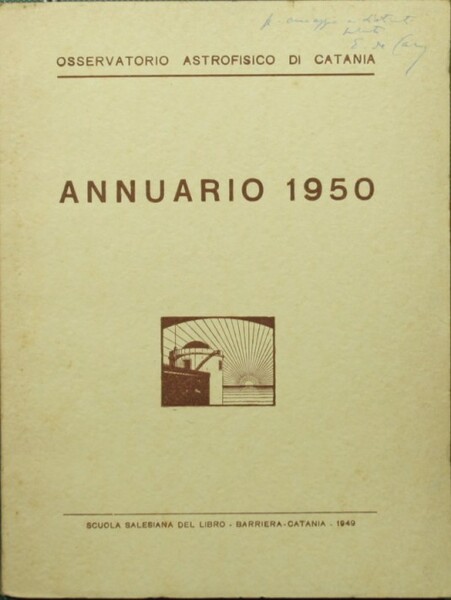 OSSERVATORIO ASTROFISICO DI CATANIA
ANNUARIO 1950
SCUOLA SALESIANA DEL LIBRO - BARRIERA-CATANIA - 1949